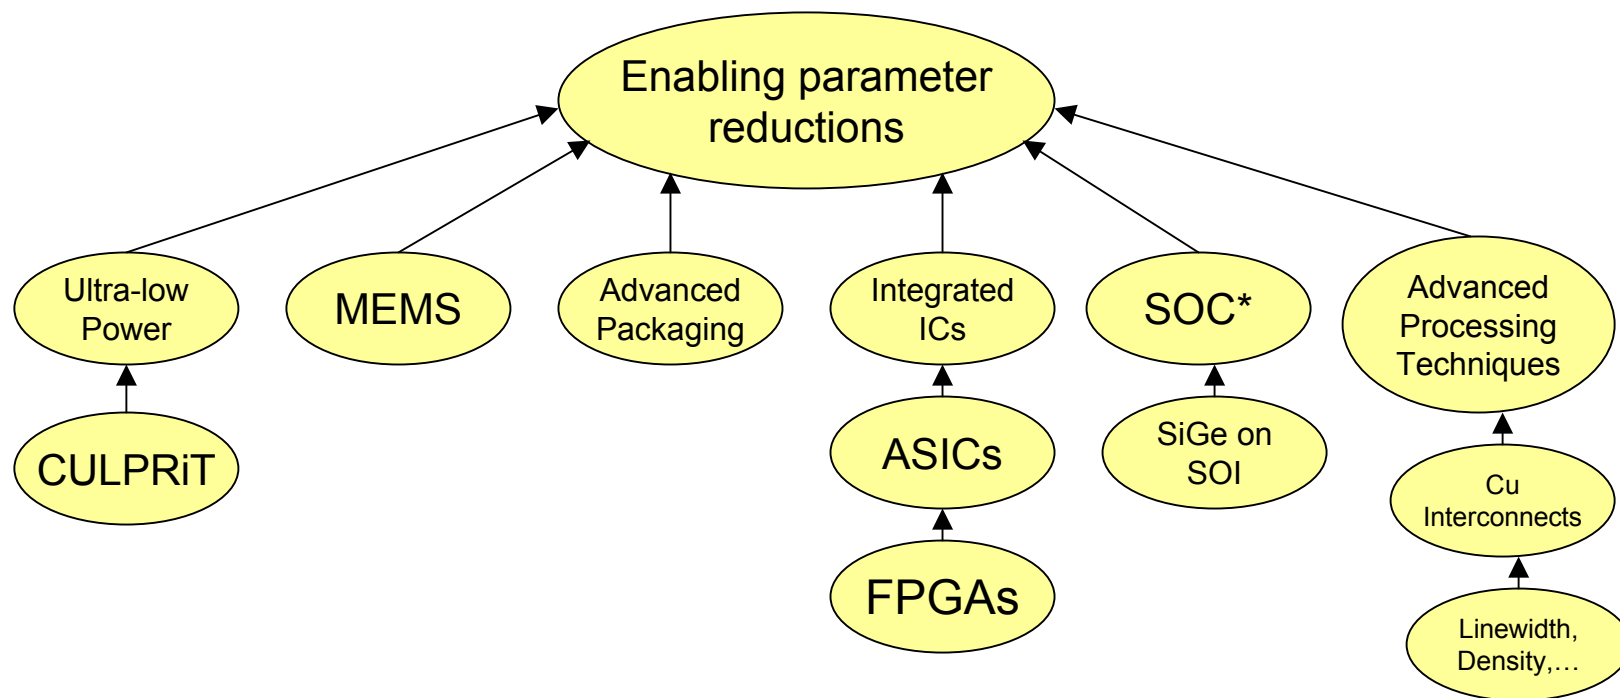 Enabling parameter
reductions
Ultra-low
Power
MEMS
Advanced
Packaging
Integrated
ICs
SOC*
Advanced
Processing
Techniques
CULPRiT
ASICs
SiGe on
SOI
Cu
Interconnects
FPGAs
Linewidth,
Density,...